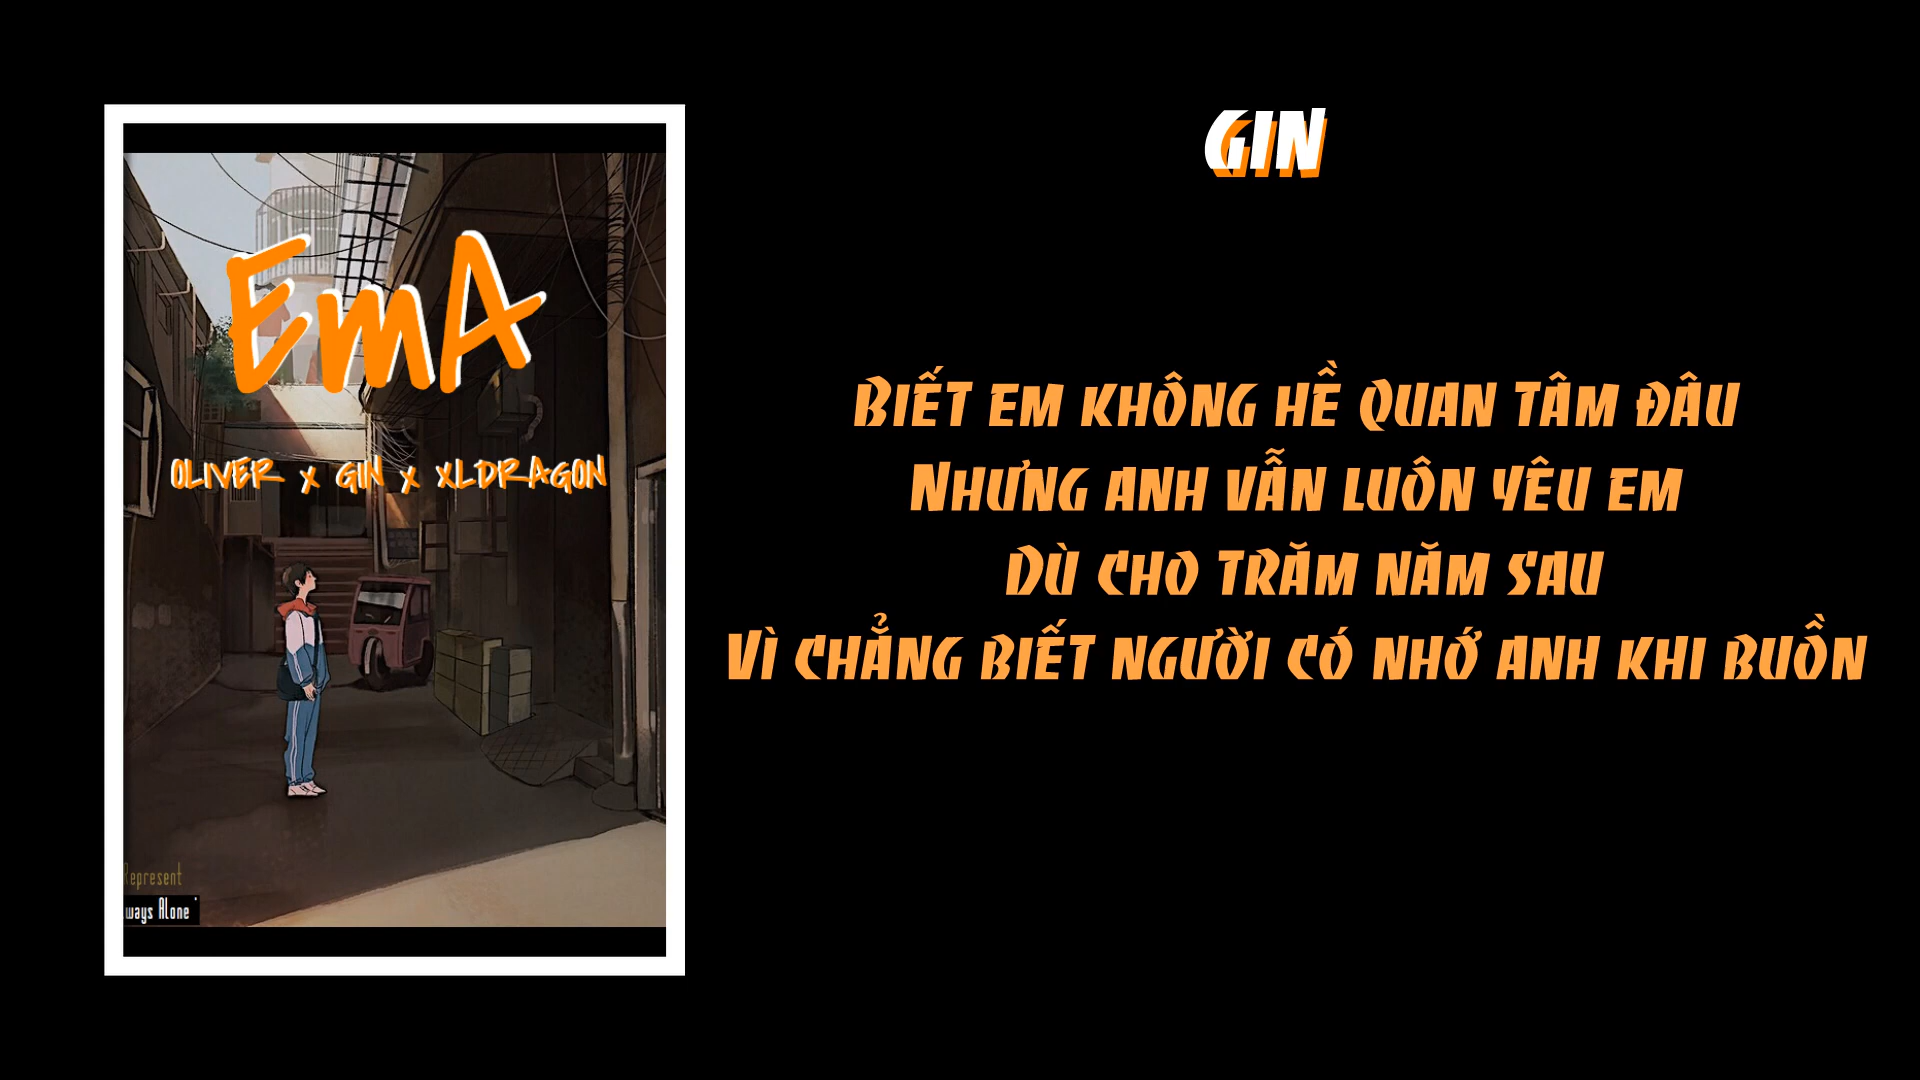 EmA
OLIVER x GIN x XLDRAGON
Represent
ways Alone
GIN
Biết em không hề quan tâm đâu
Nhưng anh vẫn luôn yêu em
Dù cho trăm năm sau
Vì chẳng biết người có nhớ anh khi buồn